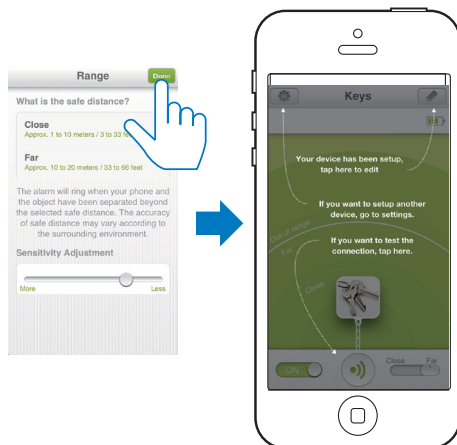 Range
Done
What is the safe distance?
Close
Approx. 1 to 10 meters / 3 to 33
Far
Approx. 10 to 20 meters / 33 to 66 feet
The alarm will ring when your phone and
the object have been separated beyond
the selected safe distance. The accuracy
of safe distance may vary according to
the surrounding environment.
Sensitivity Adjustment
More
Less
Keys
Your device has been setup,
tap here to edit
If you want to setup another
device, go to settings.
If you want to test the
connection, tap here.
Out of range
Far
Close
ON
Close
Far